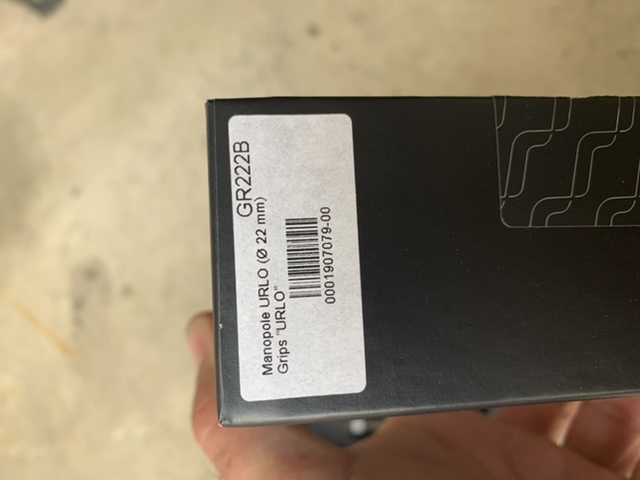 GR222B
Manopole URLO (Ø 22 mm)
Grips "URLO"
0001907079-00